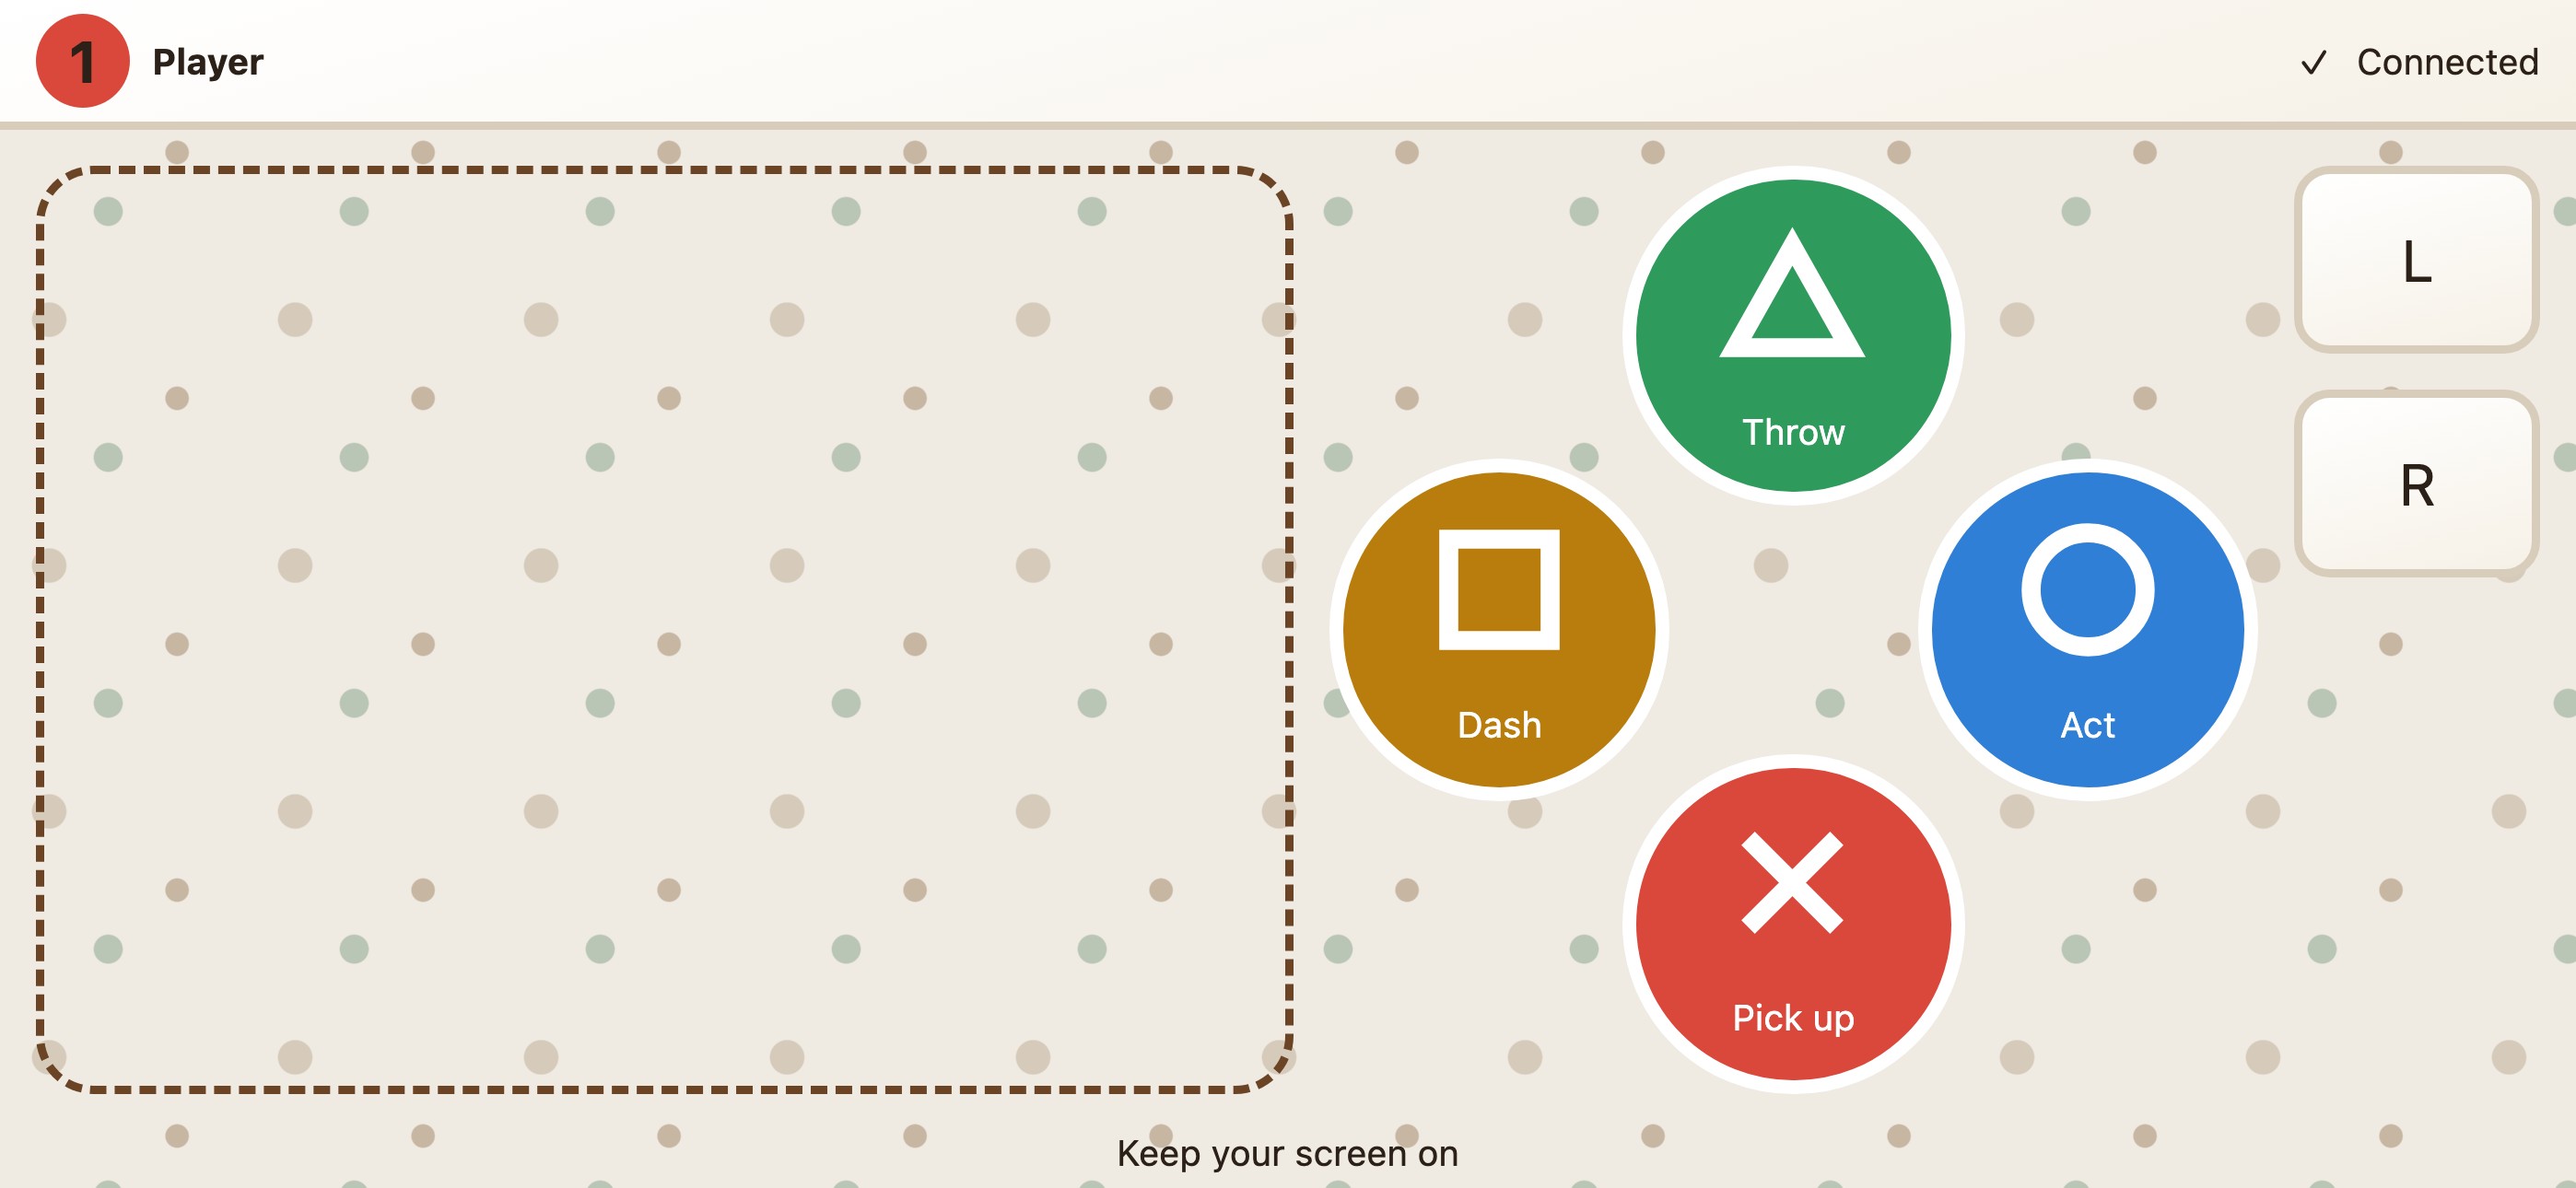 1 Player
✓ Connected
Throw
L
R
Dash
Act
Pick up
Keep your screen on